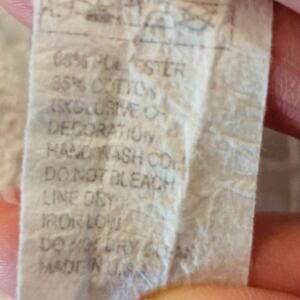 65% POLYESTER
35% COTTON
EXCLUSIVE OF
DECORATION
HAND WASH COLD
DO NOT BLEACH
LINE DRY
IRON LOW
DO NOT DRY CLEAN
MADE IN U.S.A.